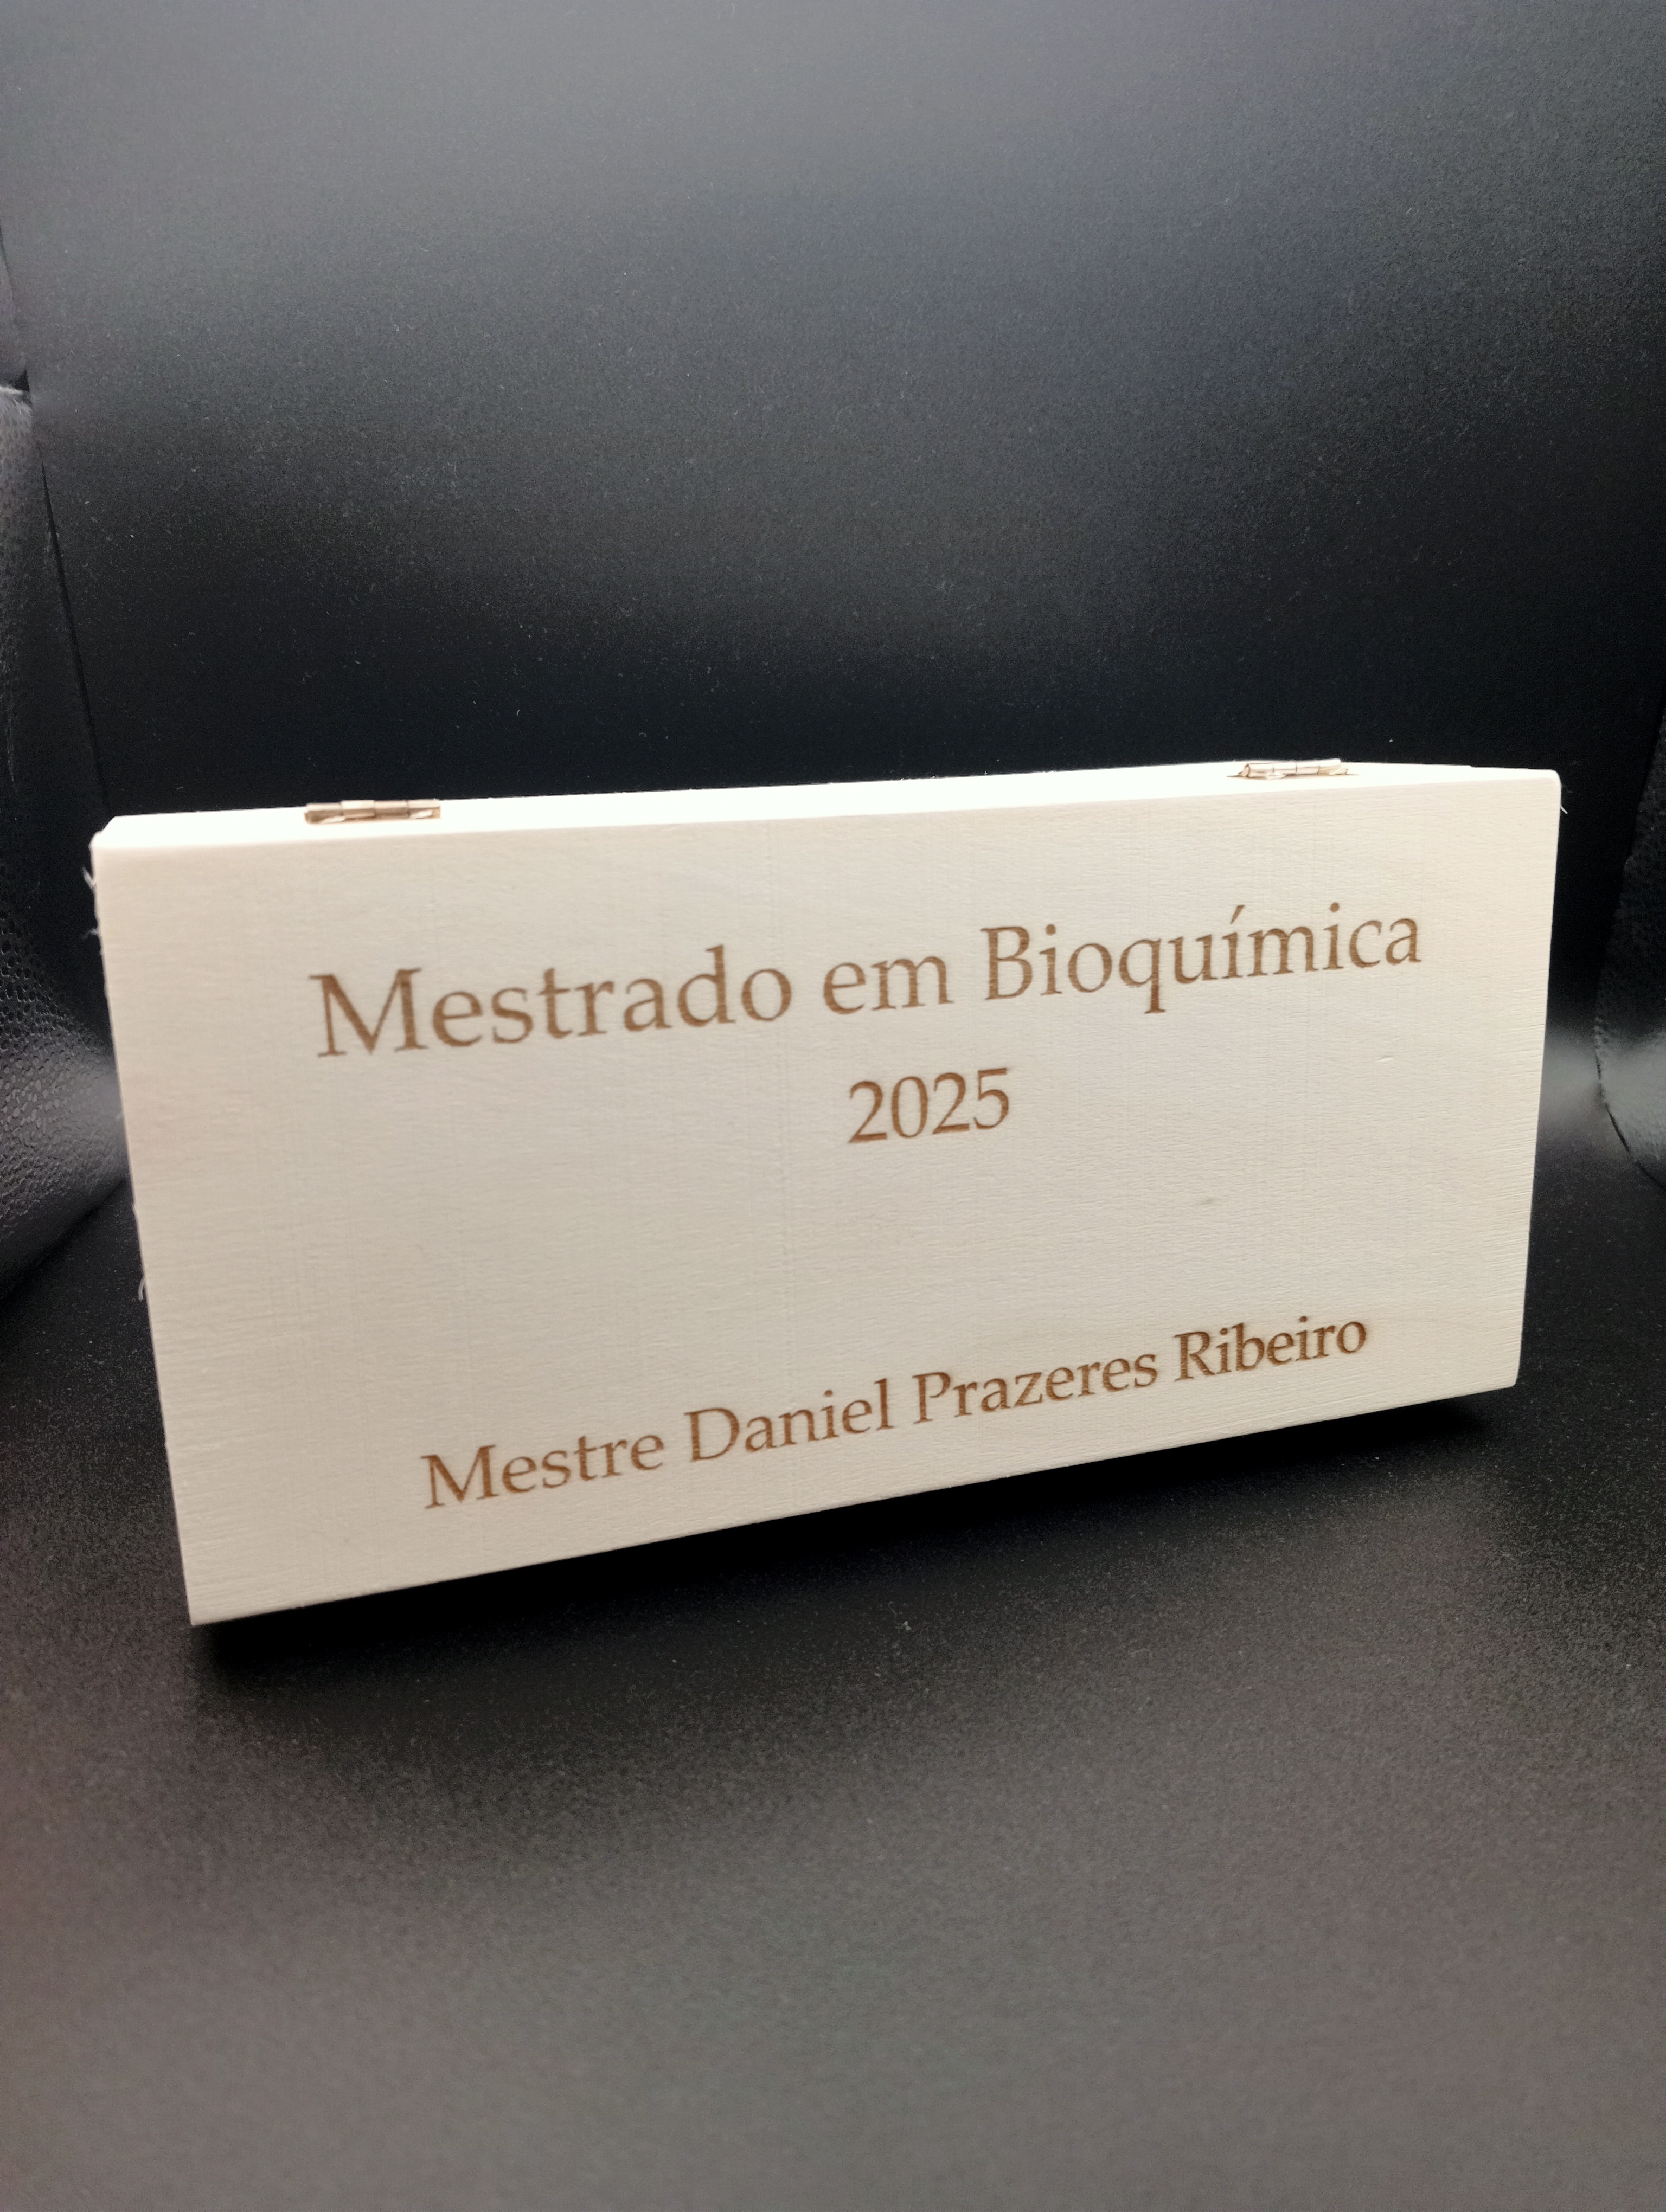 Mestrado em Bioquímica
2025
Mestre Daniel Prazeres Ribeiro